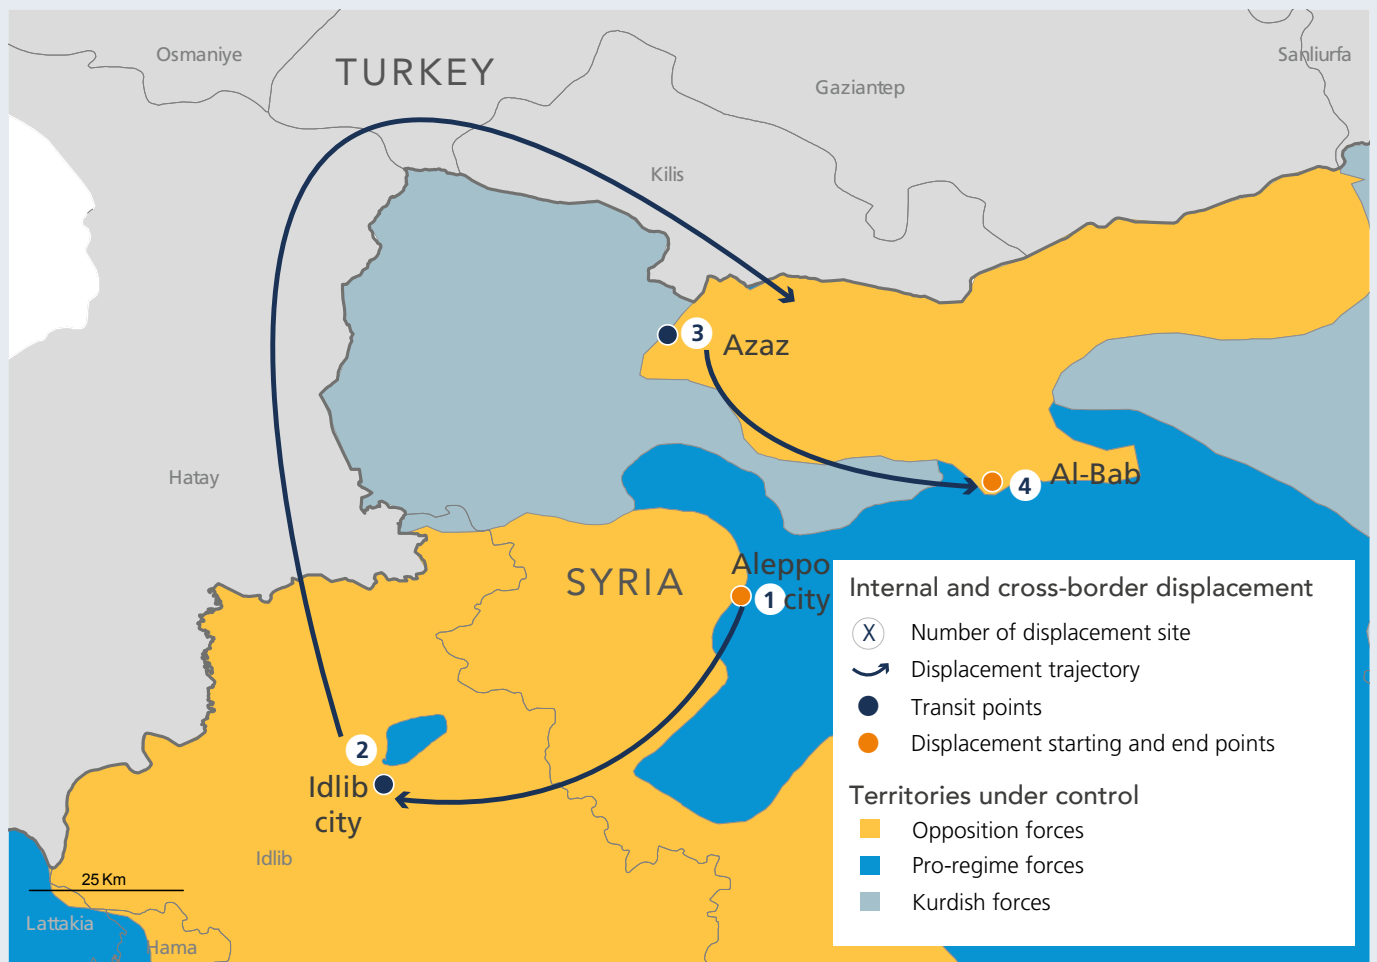 Osmaniye
TURKEY
Sanliurfa
Gaziantep
Kilis
3
Azaz
Hatay
4
Al-Bab
SYRIA
Aleppo
1 city
2
Idlib
city
Idlib
25 Km
Lattakia
Hama
Internal and cross-border displacement
X Number of displacement site
Displacement trajectory
Transit points
Displacement starting and end points
Territories under control
Opposition forces
Pro-regime forces
Kurdish forces